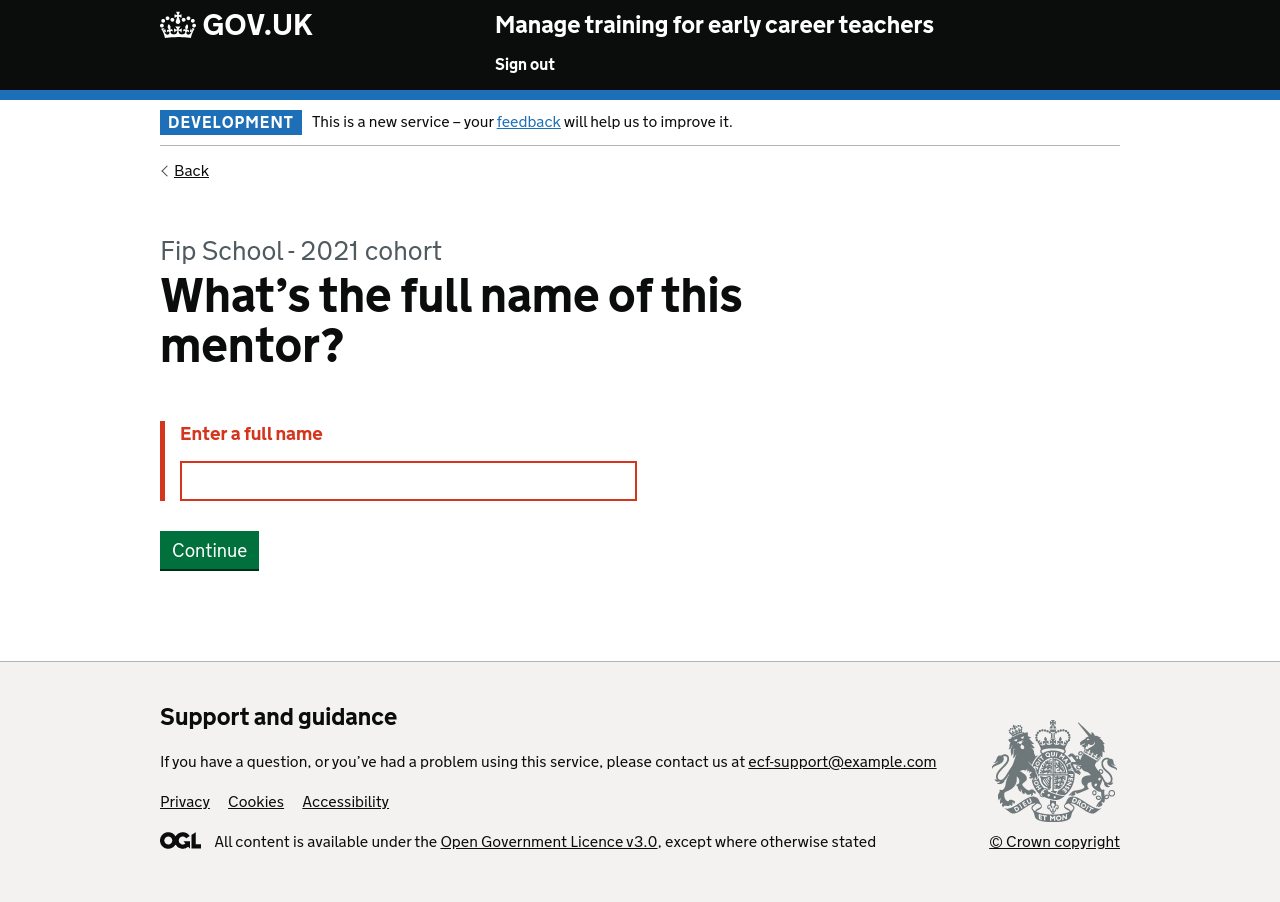 GOV.UK
Manage training for early career teachers
Sign out
DEVELOPMENT This is a new service – your feedback will help us to improve it.
Back
Fip School - 2021 cohort
What’s the full name of this
mentor?
Enter a full name
Continue
Support and guidance
If you have a question, or you’ve had a problem using this service, please contact us at ecf-support@example.com
Privacy Cookies Accessibility
OGL All content is available under the Open Government Licence v3.0, except where otherwise stated
© Crown copyright